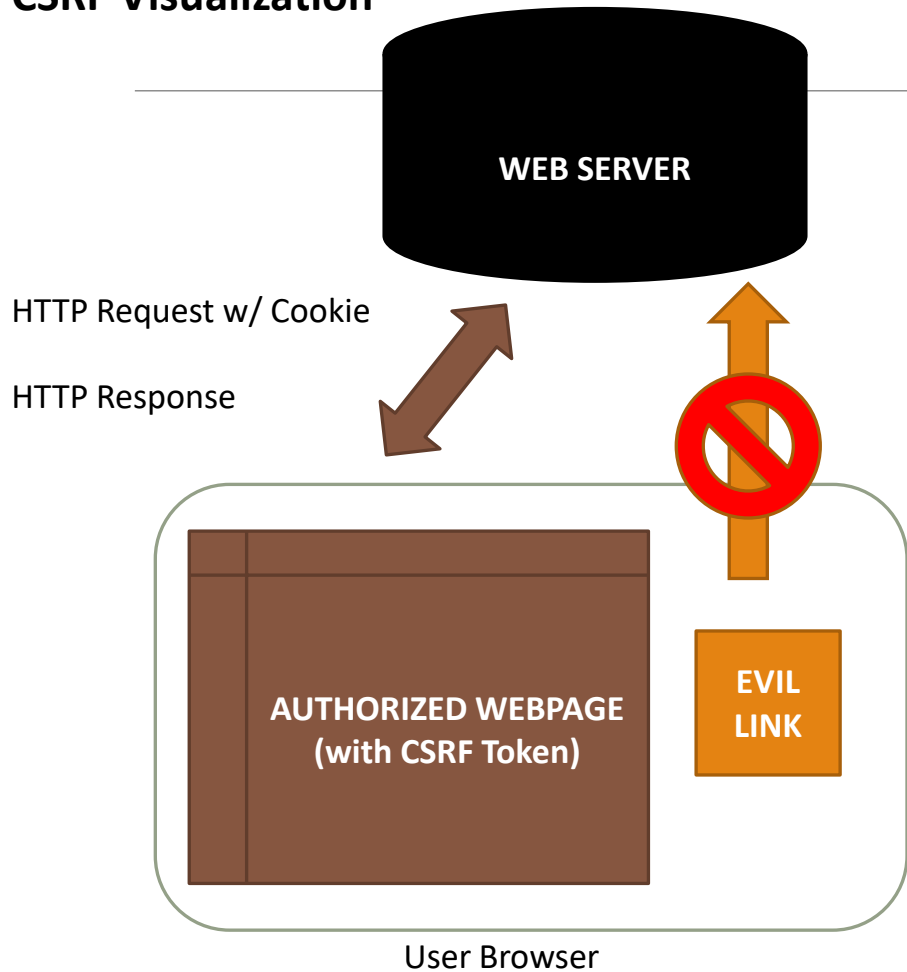 CSRF Visualization
WEB SERVER
HTTP Request w/ Cookie
HTTP Response
AUTHORIZED WEBPAGE
(with CSRF Token)
EVIL
LINK
User Browser